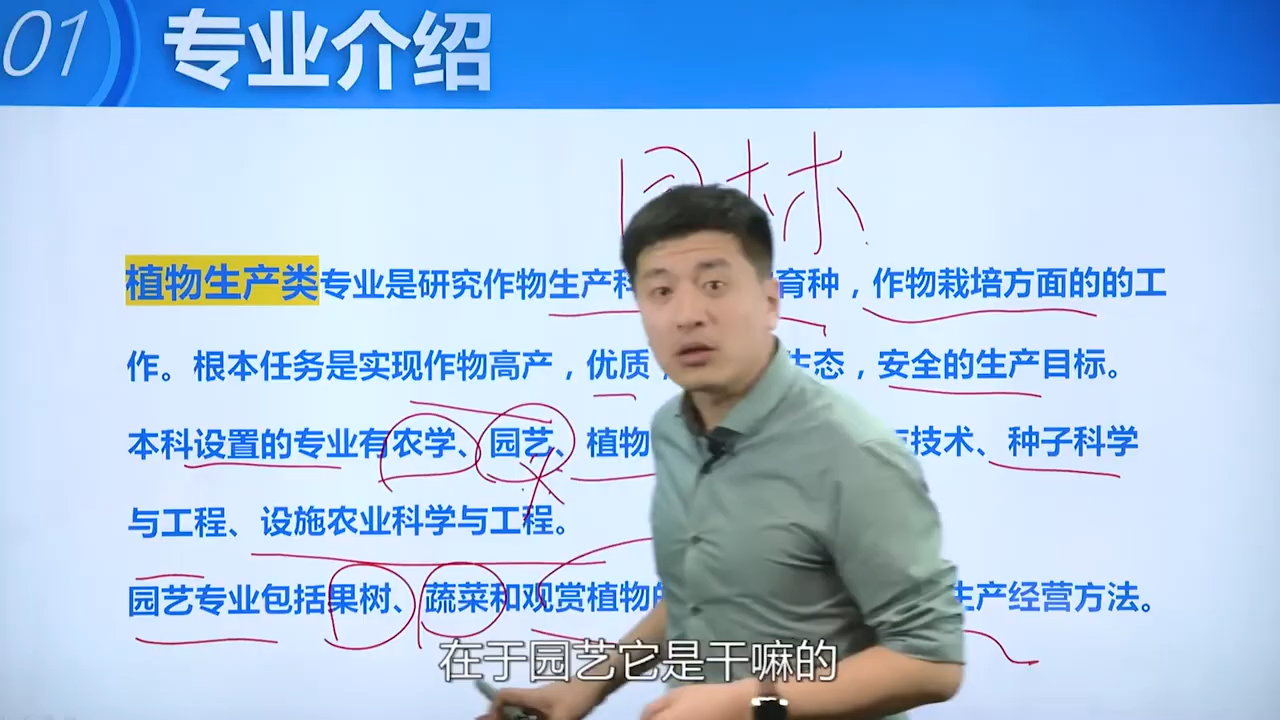 01 专业介绍
园林
植物生产类专业是研究作物生产科 育种，作物栽培方面的的工
作。根本任务是实现作物高产，优质， 生态，安全的生产目标。
本科设置的专业有农学、园艺、植物 技术、种子科学
与工程、设施农业科学与工程。
园艺专业包括果树、蔬菜和观赏植物的 生产经营方法。
在于园艺它是干嘛的